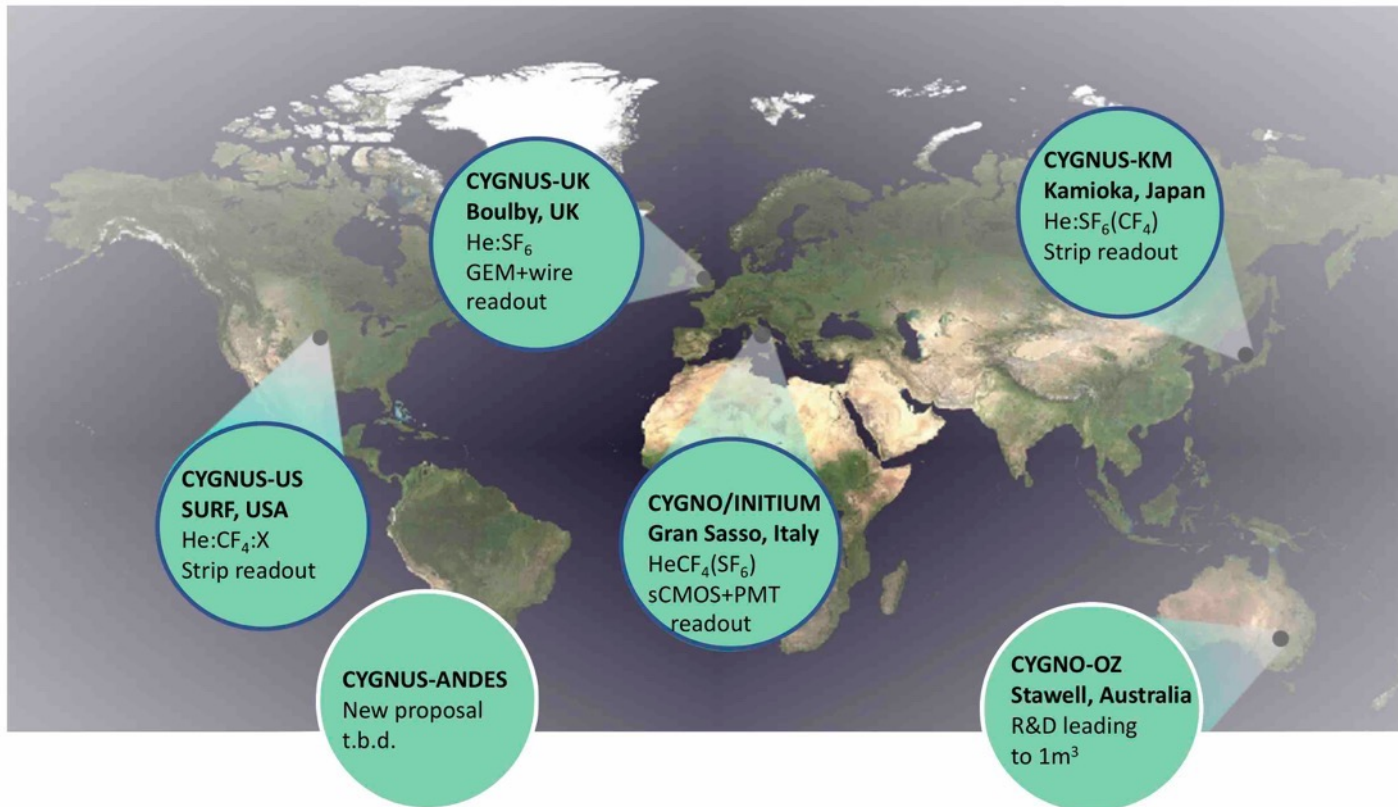 CYGNUS-UK
Boulby, UK
He:SF₆
GEM+wire
readout
CYGNUS-KM
Kamioka, Japan
He:SF₆(CF₄)
Strip readout
CYGNUS-US
SURF, USA
He:CF₄:X
Strip readout
CYGNO/INITIUM
Gran Sasso, Italy
HeCF₄(SF₆)
sCMOS+PMT
readout
CYGNUS-ANDES
New proposal
t.b.d.
CYGNO-OZ
Stawell, Australia
R&D leading
to 1m³